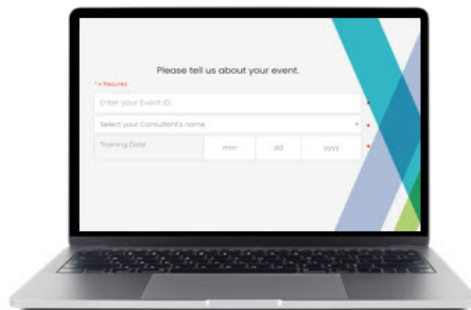 Please tell us about your event.
* = Required
Enter your Event ID.
Select your Consultant's name.
*
*
Training Date mm dd yyyy *